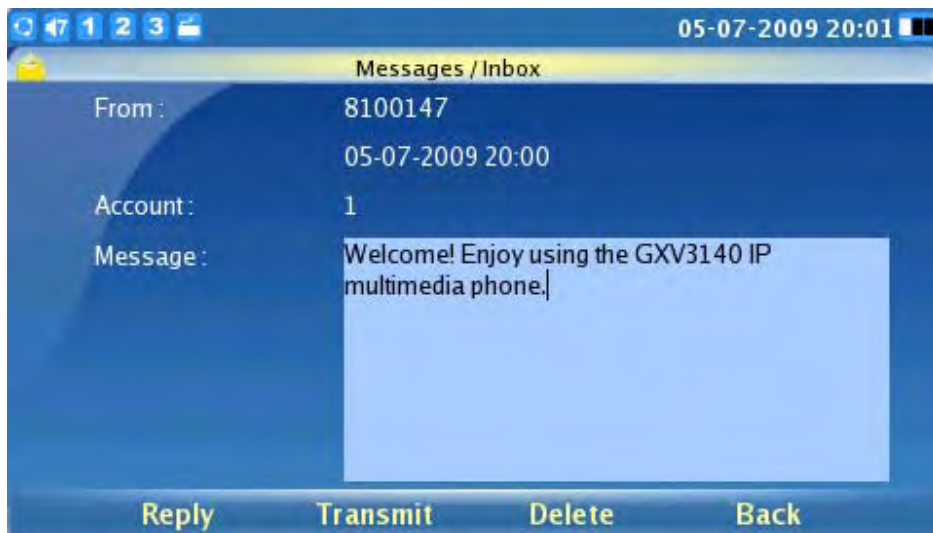 7 1 2 3 05-07-2009 20:01
Messages / Inbox
From : 8100147
05-07-2009 20:00
Account : 1
Message : Welcome! Enjoy using the GXV3140 IP
multimedia phone.
Reply Transmit Delete Back